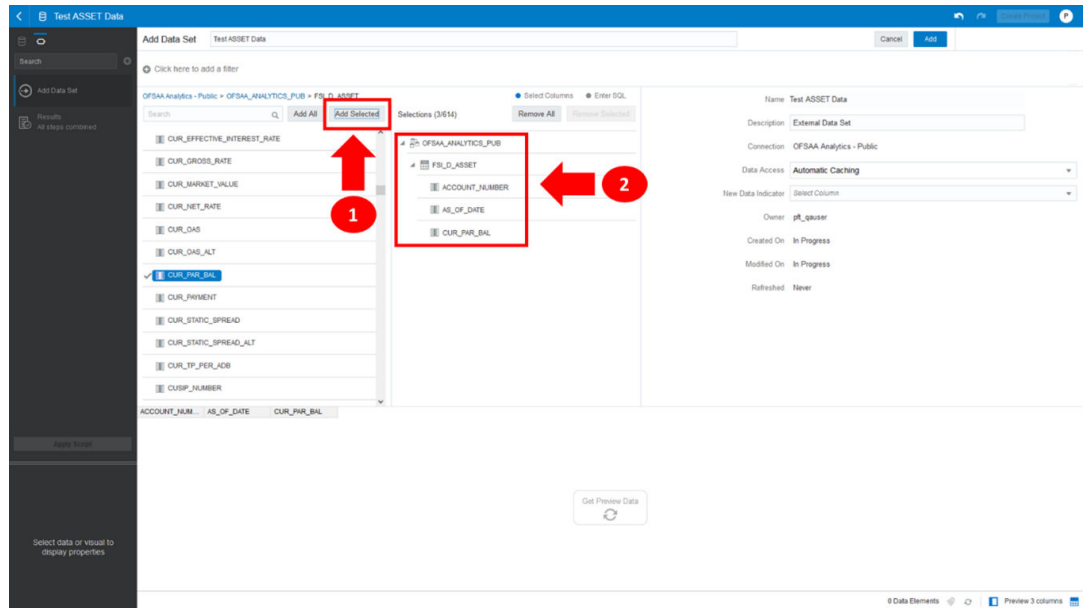 Test ASSET Data
Create Project
P
Search
Add Data Set
Results
All steps combined
Apply Script
Select data or visual to
display properties
Add Data Set
Test ASSET Data
Cancel
Add
Click here to add a filter
OFSAA Analytics - Public > OFSAA_ANALYTICS_PUB > FSI_D_ASSET
Search
Add All
Add Selected
CUR_EFFECTIVE_INTEREST_RATE
CUR_GROSS_RATE
CUR_MARKET_VALUE
CUR_NET_RATE
CUR_OAS
CUR_OAS_ALT
CUR_PAR_BAL
CUR_PAYMENT
CUR_STATIC_SPREAD
CUR_STATIC_SPREAD_ALT
CUR_TP_PER_ADB
CUSIP_NUMBER
1
Select Columns
Enter SQL
Selections (3/614)
Remove All
Remove Selected
OFSAA_ANALYTICS_PUB
FSI_D_ASSET
ACCOUNT_NUMBER
AS_OF_DATE
CUR_PAR_BAL
2
Name Test ASSET Data
Description External Data Set
Connection OFSAA Analytics - Public
Data Access Automatic Caching
New Data Indicator Select Column
Owner pft_qauser
Created On In Progress
Modified On In Progress
Refreshed Never
ACCOUNT_NUM... AS_OF_DATE CUR_PAR_BAL
Get Preview Data
0 Data Elements
Preview 3 columns